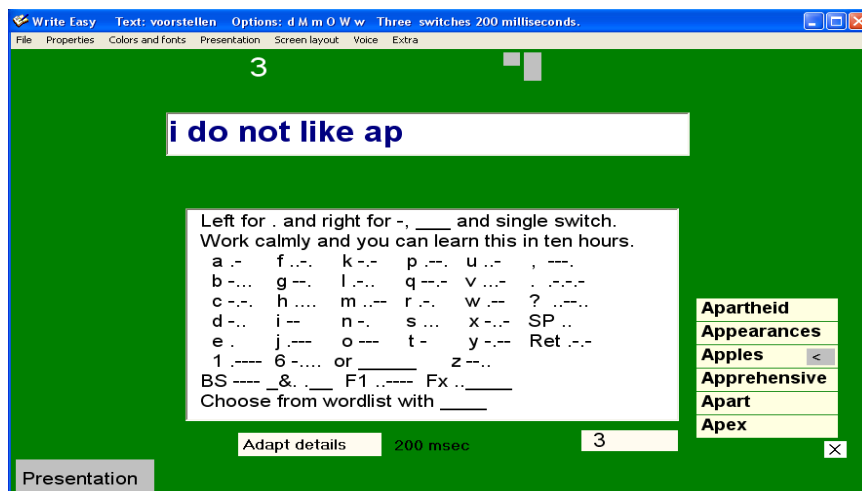 Write Easy Text: voorstellen Options: d M m O W w Three switches 200 milliseconds.
File Properties Colors and fonts Presentation Screen layout Voice Extra
3
i do not like ap
Left for . and right for -, ___ and single switch.
Work calmly and you can learn this in ten hours.
a .- f ..-. k -.- p .--. u ..- , ---.
b -... g --. l .-.. q --.- v ...- . .-.-.-
c -.-. h .... m ..-- r .-. w .-- ? ..--..
d -.. i -- n -. s ... x -..- SP ..
e . j .--- o --- t - y -.-- Ret .-.-
1 .---- 6 -.... or ______ z --..
BS ---- _&. .__ F1 ..---- Fx .._____
Choose from wordlist with ____
Apartheid
Appearances
Apples <
Apprehensive
Apart
Apex
X
Adapt details 200 msec 3
Presentation